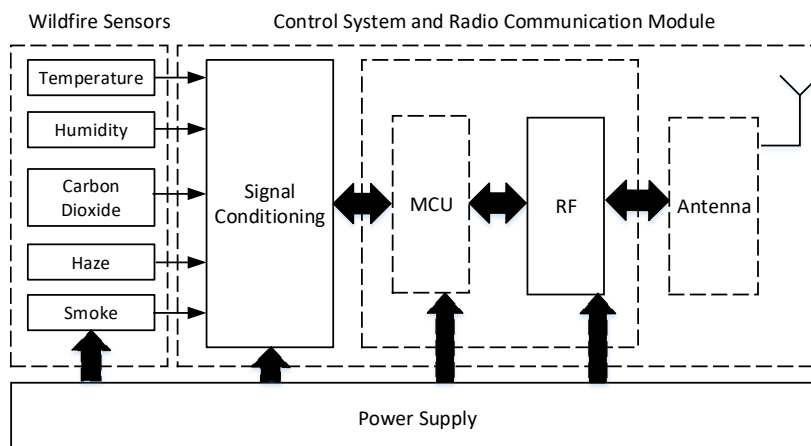 Wildfire Sensors
Control System and Radio Communication Module
Temperature
Humidity
Carbon
Dioxide
Haze
Smoke
Signal
Conditioning
MCU
RF
Antenna
Power Supply